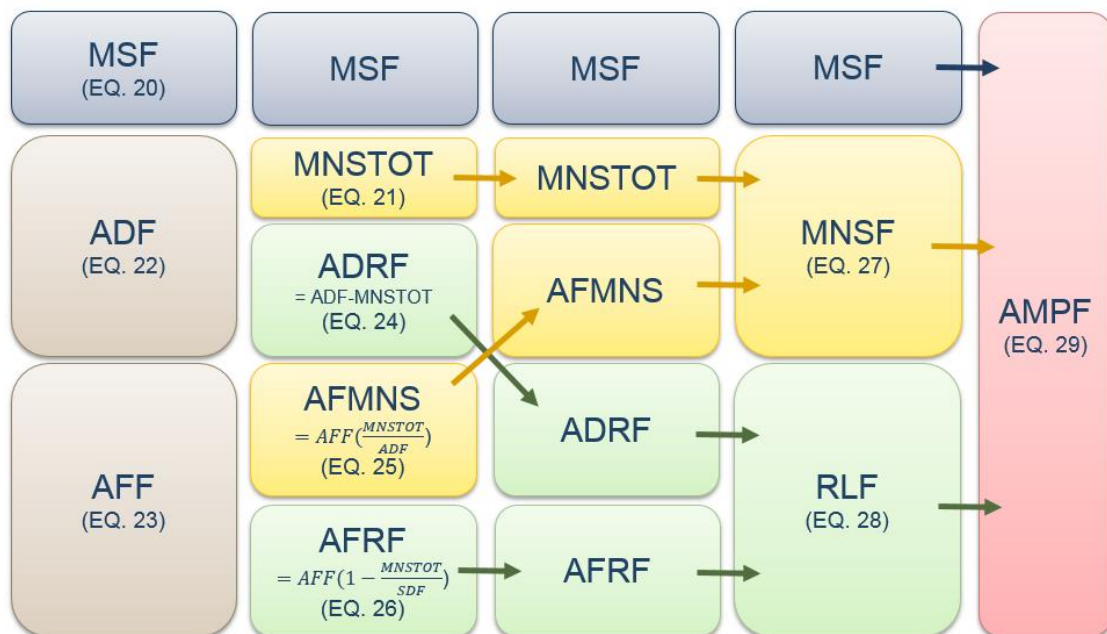 MSF
(EQ. 20)
MSF
MSF
MSF
ADF
(EQ. 22)
MNSTOT
(EQ. 21)
MNSTOT
MNSF
(EQ. 27)
AMPF
(EQ. 29)
ADRF
= ADF-MNSTOT
(EQ. 24)
AFMNS
AFF
(EQ. 23)
AFMNS
= AFF(MNSTOT/ADF)
(EQ. 25)
ADRF
RLF
(EQ. 28)
AFRF
= AFF(1 − MNSTOT/SDF)
(EQ. 26)
AFRF